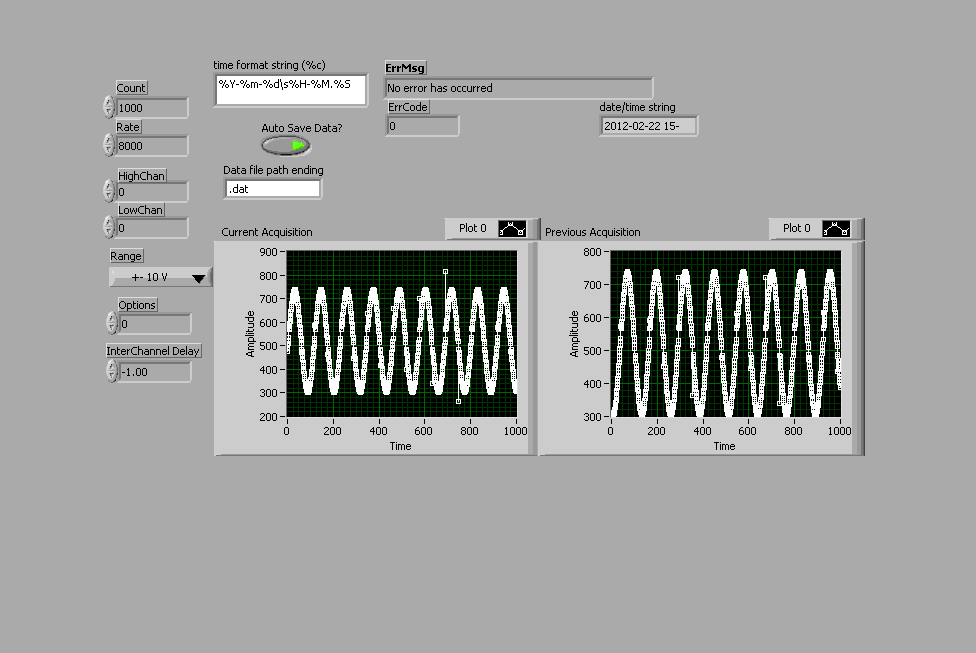 time format string (%c)
%Y-%m-%d\s%H-%M.%S
ErrMsg
No error has occurred
Count
1000
ErrCode
0
date/time string
2012-02-22 15-
Rate
8000
Auto Save Data?
Data file path ending
.dat
HighChan
0
LowChan
0
Range
+- 10 V
Options
0
InterChannel Delay
-1.00
Current Acquisition
Plot 0
900
800
700
600
500
400
300
200
Amplitude
0 200 400 600 800 1000
Time
Previous Acquisition
Plot 0
800
700
600
500
400
300
Amplitude
0 200 400 600 800 1000
Time